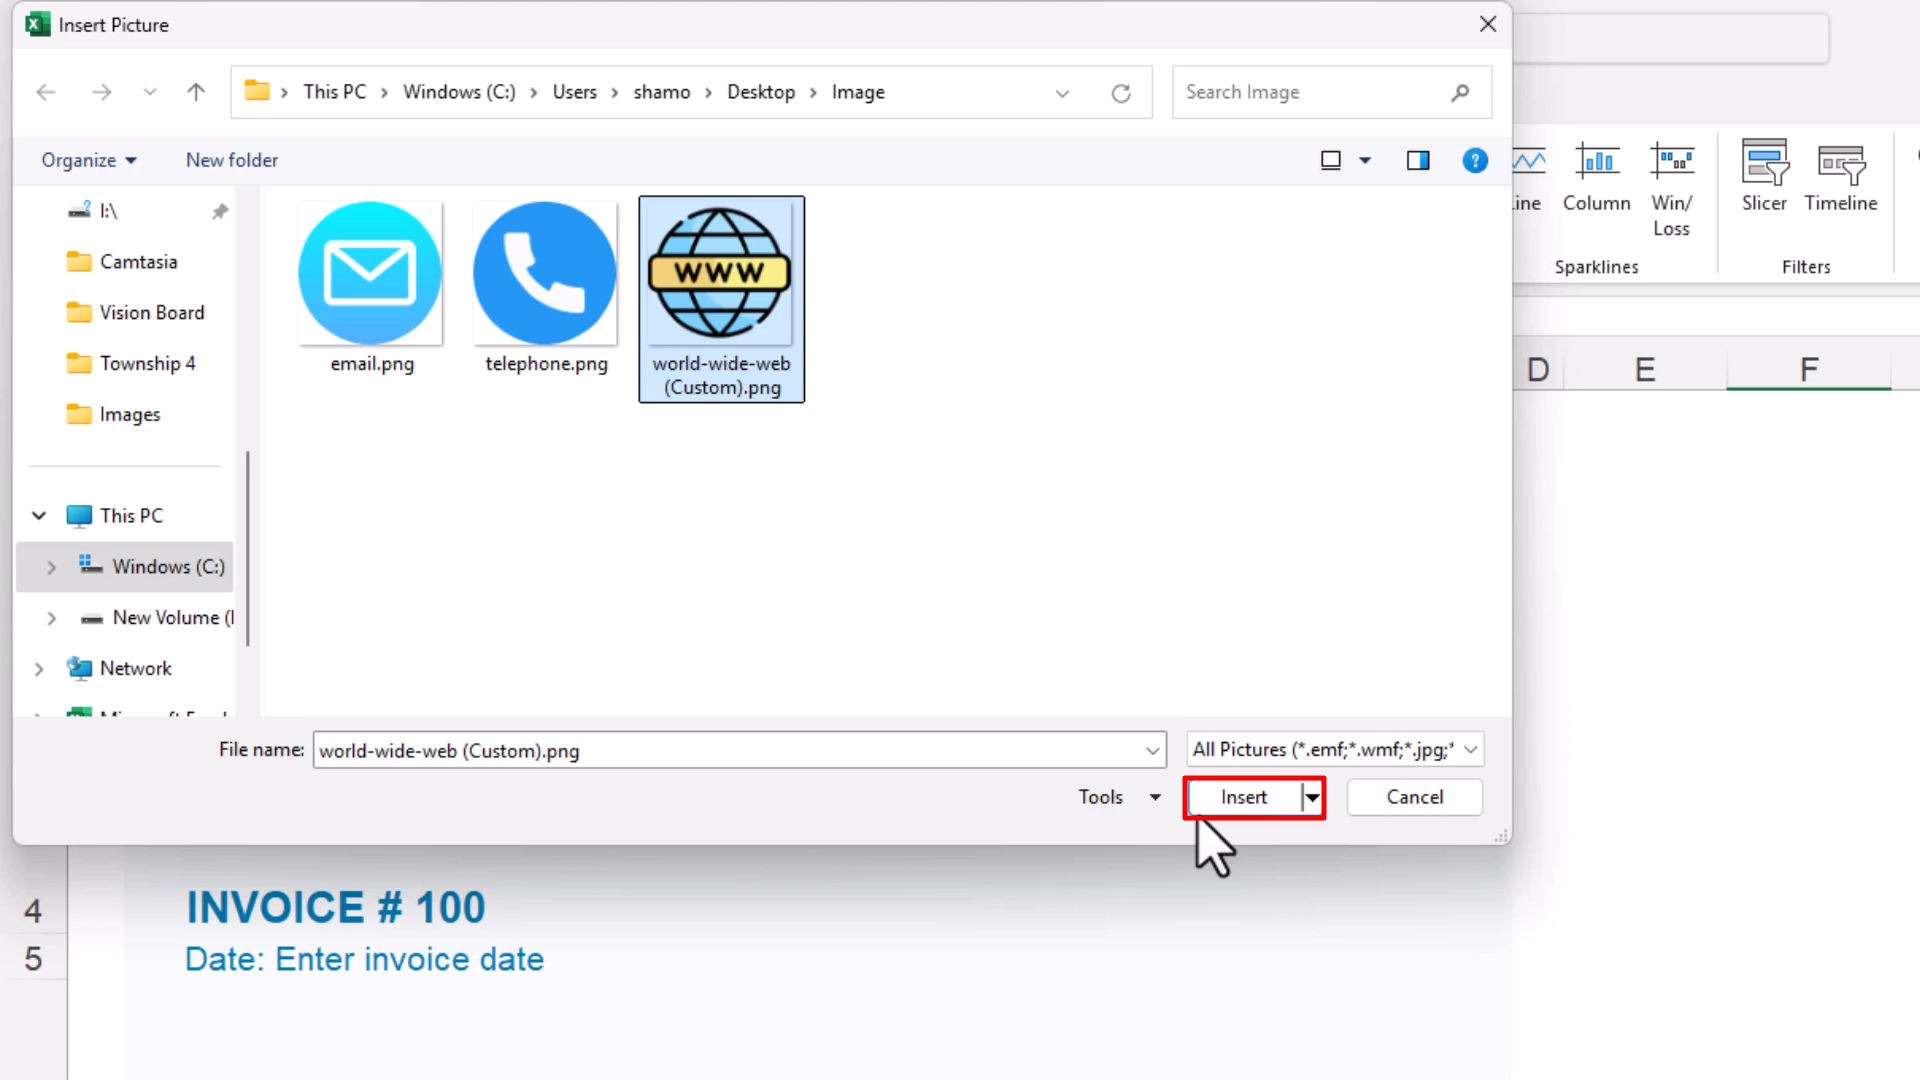 Insert Picture
This PC > Windows (C:) > Users > shamo > Desktop > Image
Search Image
Organize
New folder
I:\
Camtasia
Vision Board
Township 4
Images
This PC
Windows (C:)
New Volume (
Network
email.png
telephone.png
WWW
world-wide-web
(Custom).png
File name: world-wide-web (Custom).png
All Pictures (*.emf;*.wmf;*.jpg;*
Tools
Insert
Cancel
ine
Column
Win/
Loss
Sparklines
Slicer
Timeline
Filters
D E F
4 INVOICE # 100
5 Date: Enter invoice date